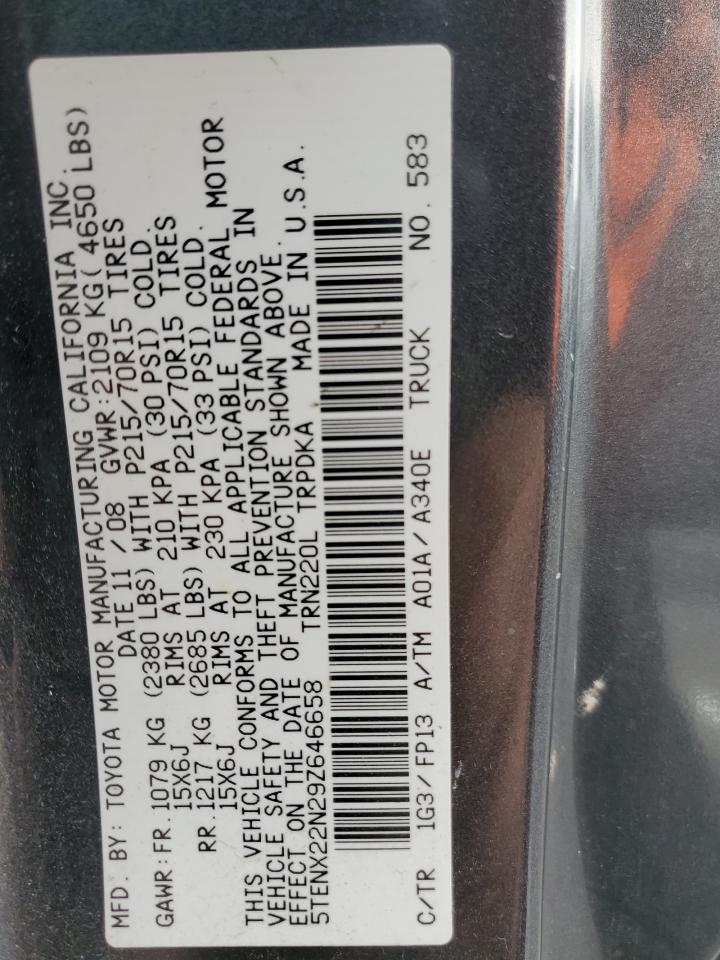 MFD. BY: TOYOTA MOTOR MANUFACTURING CALIFORNIA INC.
DATE 11 / 08 GVWR: 2109 KG( 4650 LBS)
GAWR: FR. 1079 KG (2380 LBS) WITH P215/70R15 TIRES
15X6J RIMS AT 210 KPA (30 PSI) COLD.
RR. 1217 KG (2685 LBS) WITH P215/70R15 TIRES
15X6J RIMS AT 230 KPA (33 PSI) COLD.
THIS VEHICLE CONFORMS TO ALL APPLICABLE FEDERAL MOTOR
VEHICLE SAFETY AND THEFT PREVENTION STANDARDS IN
EFFECT ON THE DATE OF MANUFACTURE SHOWN ABOVE.
5TENX22N29Z646658 TRN220L TRPDKA MADE IN U.S.A.
C/TR 1G3/ FP13 A/TM A01A/ A340E TRUCK NO. 583